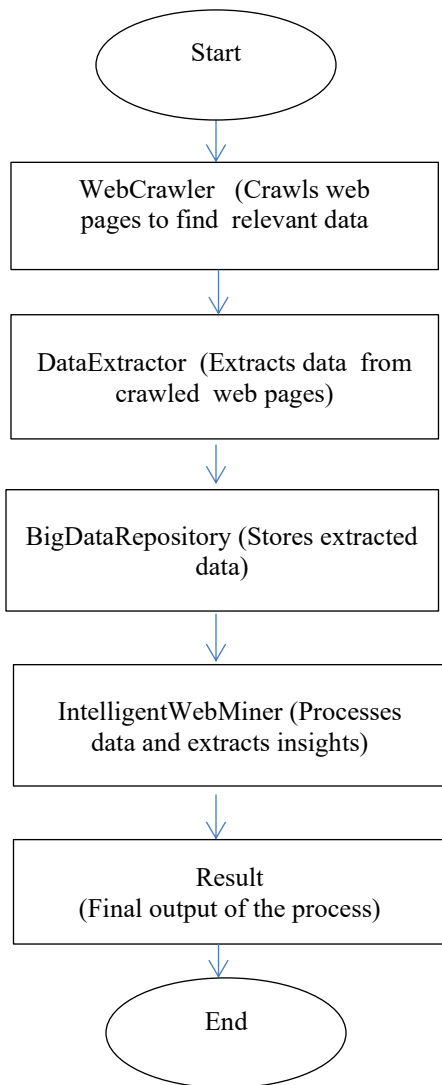 Start
WebCrawler (Crawls web
pages to find relevant data
DataExtractor (Extracts data from
crawled web pages)
BigDataRepository (Stores extracted
data)
IntelligentWebMiner (Processes
data and extracts insights)
Result
(Final output of the process)
End